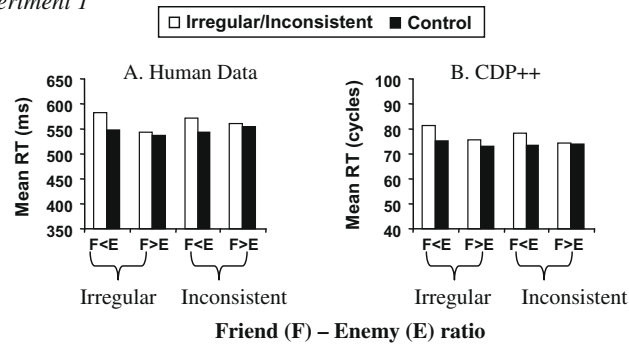 eriment 1
Irregular/Inconsistent Control
A. Human Data
650
600
550
500
450
400
350
Mean RT (ms)
F<E F>E F<E F>E
Irregular Inconsistent
B. CDP++
100
90
80
70
60
50
40
Mean RT (cycles)
F<E F>E F<E F>E
Irregular Inconsistent
Friend (F) – Enemy (E) ratio